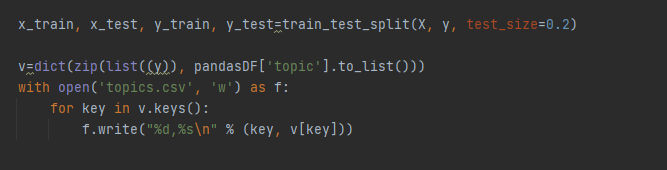 x_train, x_test, y_train, y_test=train_test_split(X, y, test_size=0.2)
v=dict(zip(list((y)), pandasDF['topic'].to_list()))
with open('topics.csv', 'w') as f:
    for key in v.keys():
        f.write("%d,%s\n" % (key, v[key]))